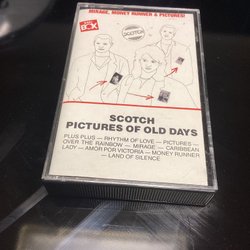 MIRAGE, MONEY RUNNER & PICTURES!
BOX
SCOTCH
SCOTCH
PICTURES OF OLD DAYS
PLUS PLUS — RHYTHM OF LOVE — PICTURES —
OVER THE RAINBOW — MIRAGE — CARIBBEAN
LADY — AMOR POR VICTORIA — MONEY RUNNER
— LAND OF SILENCE